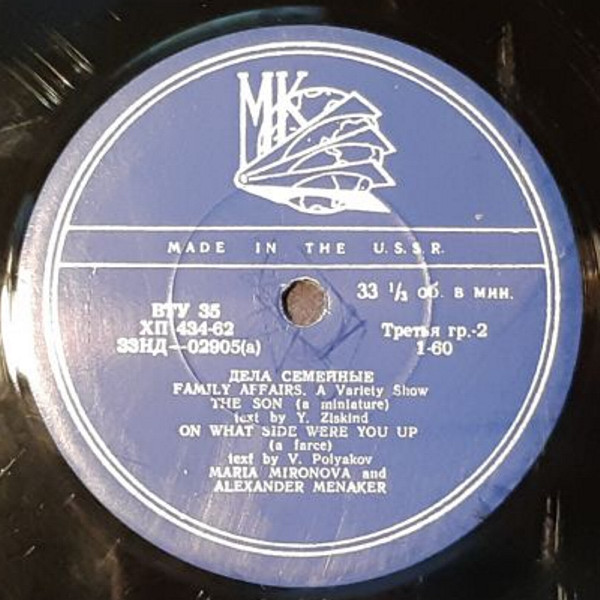 МК
MADE IN THE U.S.S.R.
33 ⅓ об. в мин.
ВТУ 35
ХП 434-62
33НД—02905(а)
Третья гр.-2
1-60
ДЕЛА СЕМЕЙНЫЕ
FAMILY AFFAIRS. A Variety Show
THE SON (a miniature)
text by Y. Ziskind
ON WHAT SIDE WERE YOU UP
(a farce)
text by V. Polyakov
MARIA MIRONOVA and
ALEXANDER MENAKER